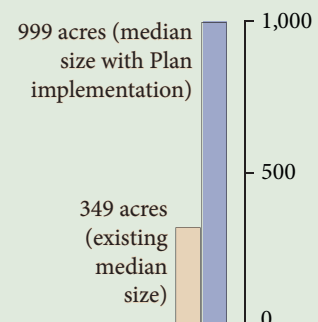 999 acres (median
size with Plan
implementation)
1,000
500
349 acres
(existing
median
size)
0